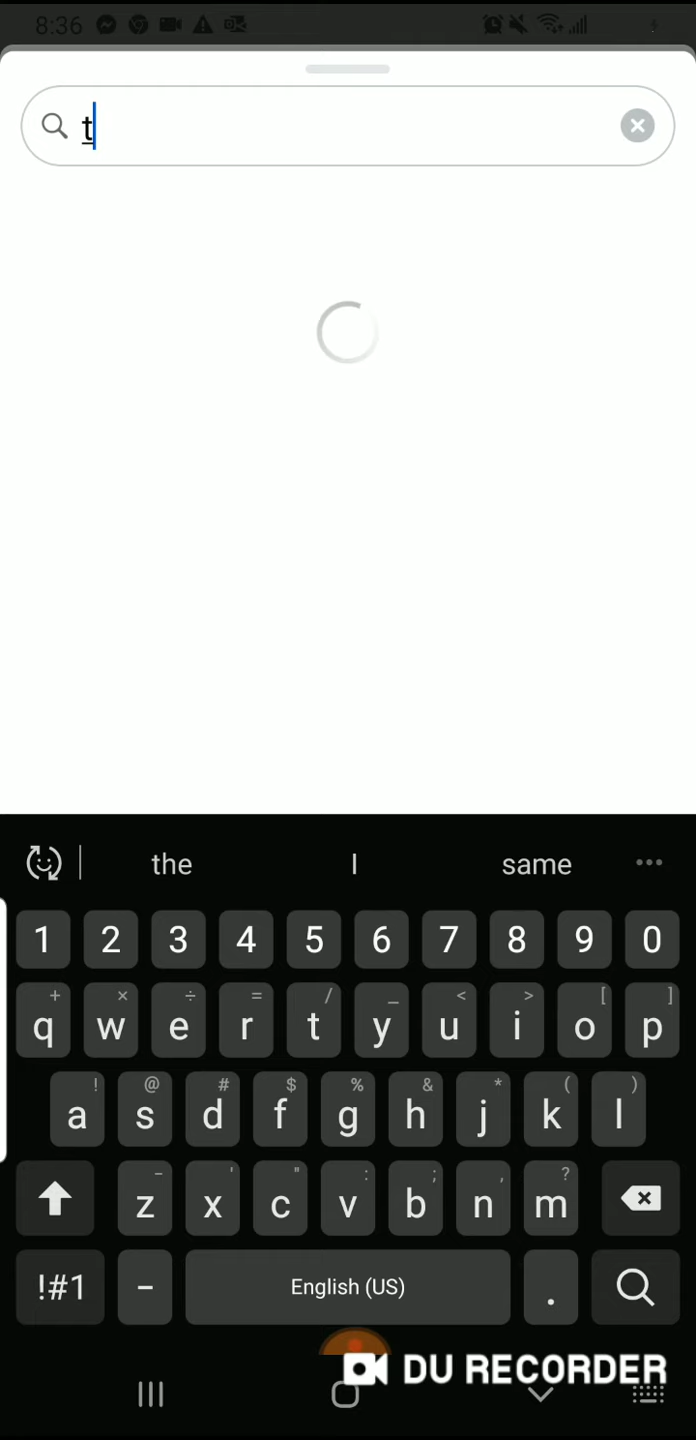 8:36
t
the I same
1 2 3 4 5 6 7 8 9 0
+ × ÷ = / _ < > [ ]
q w e r t y u i o p
! @ # $ % & * ( )
a s d f g h j k l
- ' " : ; , ?
z x c v b n m
!#1 - English (US) .
DU RECORDER